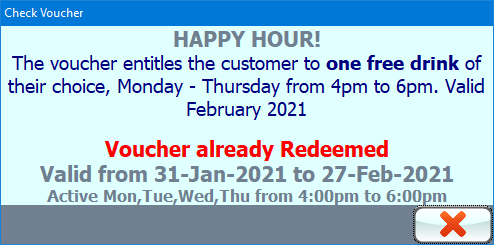 Check Voucher
HAPPY HOUR!
The voucher entitles the customer to one free drink of
their choice, Monday - Thursday from 4pm to 6pm. Valid
February 2021
Voucher already Redeemed
Valid from 31-Jan-2021 to 27-Feb-2021
Active Mon,Tue,Wed,Thu from 4:00pm to 6:00pm